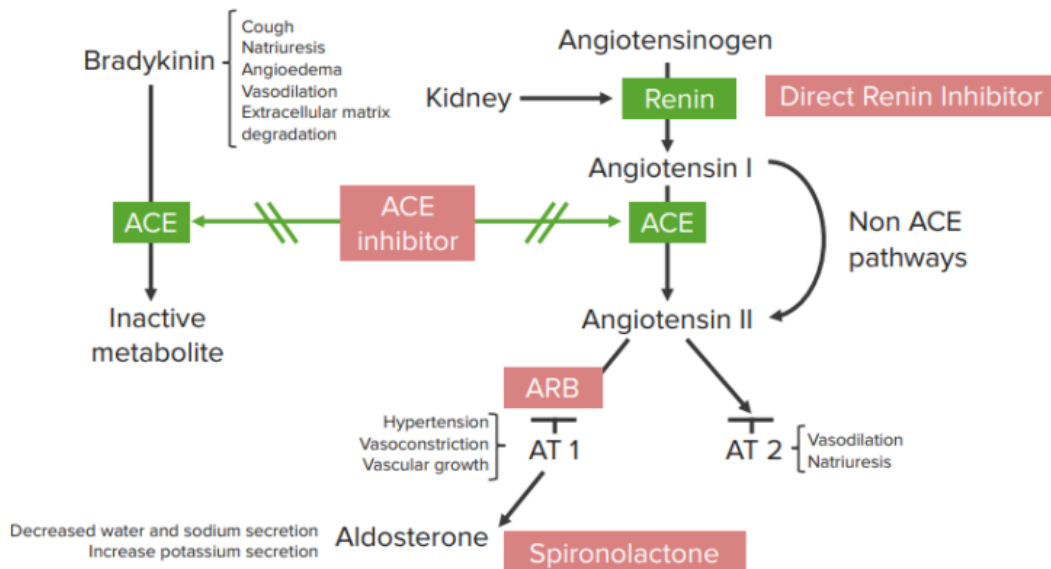 Bradykinin
Cough
Natriuresis
Angioedema
Vasodilation
Extracellular matrix
degradation
Angiotensinogen
Kidney
Renin
Direct Renin Inhibitor
Angiotensin I
ACE
ACE
inhibitor
ACE
Non ACE
pathways
Inactive
metabolite
Angiotensin II
ARB
Hypertension
Vasoconstriction
Vascular growth
AT 1
AT 2
Vasodilation
Natriuresis
Decreased water and sodium secretion
Increase potassium secretion
Aldosterone
Spironolactone